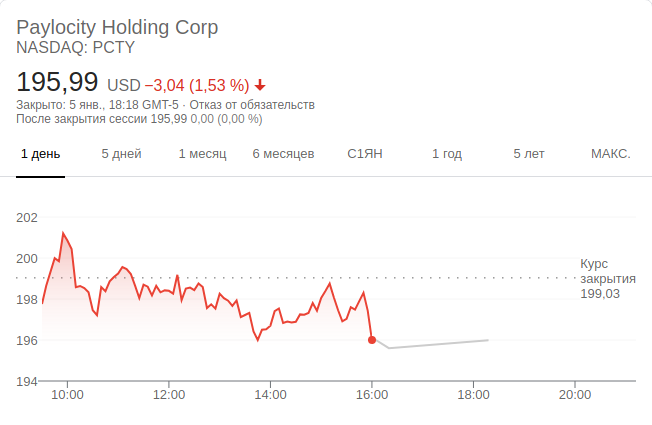 Paylocity Holding Corp
NASDAQ: PCTY
195,99 USD −3,04 (1,53 %)
Закрыто: 5 янв., 18:18 GMT-5 · Отказ от обязательств
После закрытия сессии 195,99 0,00 (0,00 %)
1 день 5 дней 1 месяц 6 месяцев С1ЯН 1 год 5 лет МАКС.
202
200
198
196
194
Курс
закрытия
199,03
10:00 12:00 14:00 16:00 18:00 20:00